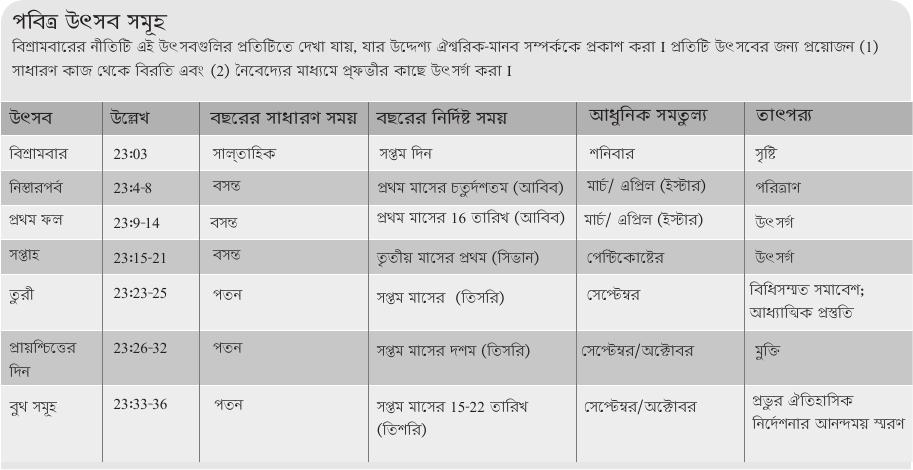 পবিত্র উৎসব সমূহ
বিশ্রামবারের নীতিটি এই উৎসবগুলির প্রতিটিতে দেখা যায়, যার উদ্দেশ্য ঐশ্বরিক-মানব সম্পর্ককে প্রকাশ করা I প্রতিটি উৎসবের জন্য প্রয়োজন (1)
সাধারণ কাজ থেকে বিরতি এবং (2) নৈবেদ্যের মাধ্যমে প্রফভীর কাছে উৎসর্গ করা I
উৎসব উল্লেখ বছরের সাধারণ সময় বছরের নির্দিষ্ট সময় আধুনিক সমতুল্য তাৎপর্য
বিশ্রামবার 23:03 সাল্তাহিক সপ্তম দিন শনিবার সৃষ্টি
নিস্তারপর্ব 23:4-8 বসন্ত প্রথম মাসের চতুর্দশতম (আবিব) মার্চ/ এপ্রিল (ইস্টার) পরিত্রাণ
প্রথম ফল 23:9-14 বসন্ত প্রথম মাসের 16 তারিখ (আবিব) মার্চ/ এপ্রিল (ইস্টার) উৎসর্গ
সপ্তাহ 23:15-21 বসন্ত তৃতীয় মাসের প্রথম (সিভান) পেন্টিকোষ্টের উৎসর্গ
তুরী 23:23-25 পতন সপ্তম মাসের (তিসরি) সেপ্টেম্বর বিধিসম্মত সমাবেশ;
আধ্যাত্মিক প্রস্তুতি
প্রায়শ্চিত্তের 23:26-32 পতন সপ্তম মাসের দশম (তিসরি) সেপ্টেম্বর/অক্টোবর মুক্তি
দিন
বুথ সমূহ 23:33-36 পতন সপ্তম মাসের 15-22 তারিখ সেপ্টেম্বর/অক্টোবর প্রভুর ঐতিহাসিক
(তিশরি) নির্দেশনার আনন্দময় স্মরণ